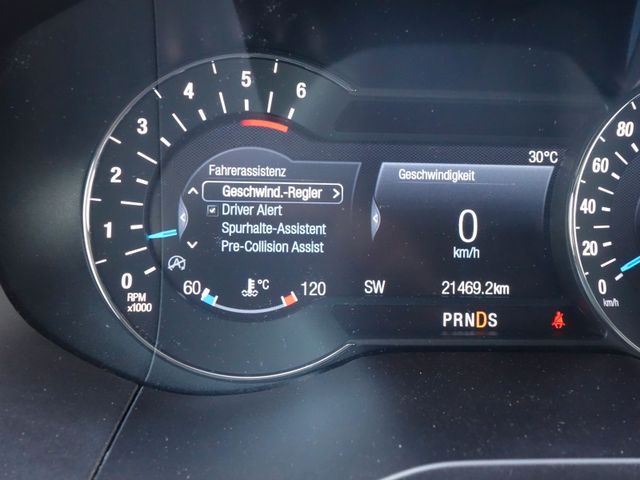 5
4
6
3
2
1
0
RPM
x1000
Fahrerassistenz
Geschwind.-Regler
Driver Alert
Spurhalte-Assistent
Pre-Collision Assist
60
°C
120
30°C
Geschwindigkeit
0
km/h
SW
21469.2km
PRNDS
80
60
40
20
0
km/h